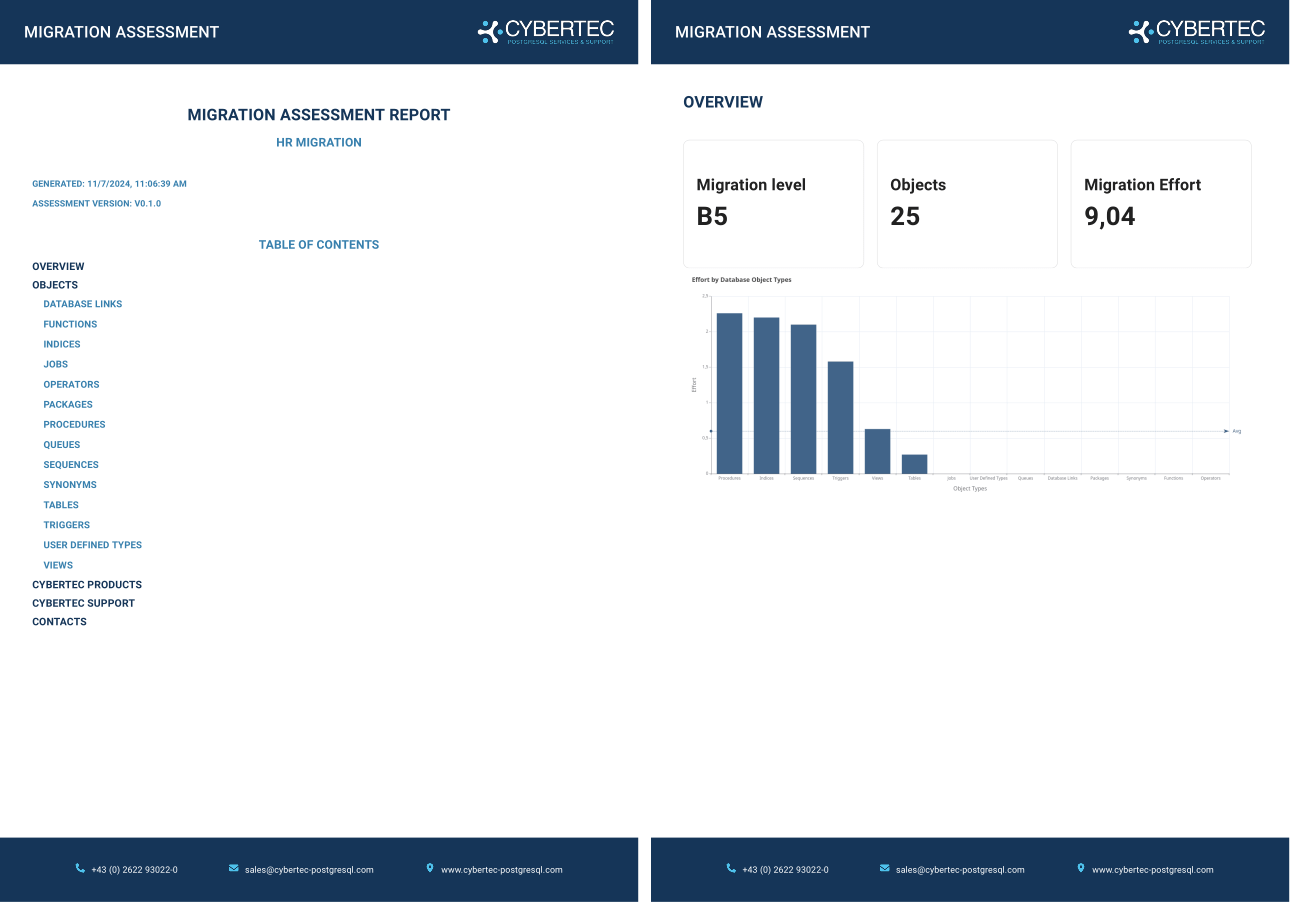 MIGRATION ASSESSMENT
CYBERTEC
POSTGRESQL SERVICES & SUPPORT
MIGRATION ASSESSMENT REPORT
HR MIGRATION
GENERATED: 11/7/2024, 11:06:39 AM
ASSESSMENT VERSION: V0.1.0
TABLE OF CONTENTS
OVERVIEW
OBJECTS
DATABASE LINKS
FUNCTIONS
INDICES
JOBS
OPERATORS
PACKAGES
PROCEDURES
QUEUES
SEQUENCES
SYNONYMS
TABLES
TRIGGERS
USER DEFINED TYPES
VIEWS
CYBERTEC PRODUCTS
CYBERTEC SUPPORT
CONTACTS
+43 (0) 2622 93022-0 sales@cybertec-postgresql.com www.cybertec-postgresql.com
MIGRATION ASSESSMENT
CYBERTEC
POSTGRESQL SERVICES & SUPPORT
OVERVIEW
Migration level Objects Migration Effort
B5 25 9,04
Effort by Database Object Types
2,5
2
1,5
1
0,5
0
Effort
Avg
Procedures Indices Sequences Triggers Views Tables Jobs User Defined Types Queues Database Links Packages Synonyms Functions Operators
Object Types
+43 (0) 2622 93022-0 sales@cybertec-postgresql.com www.cybertec-postgresql.com